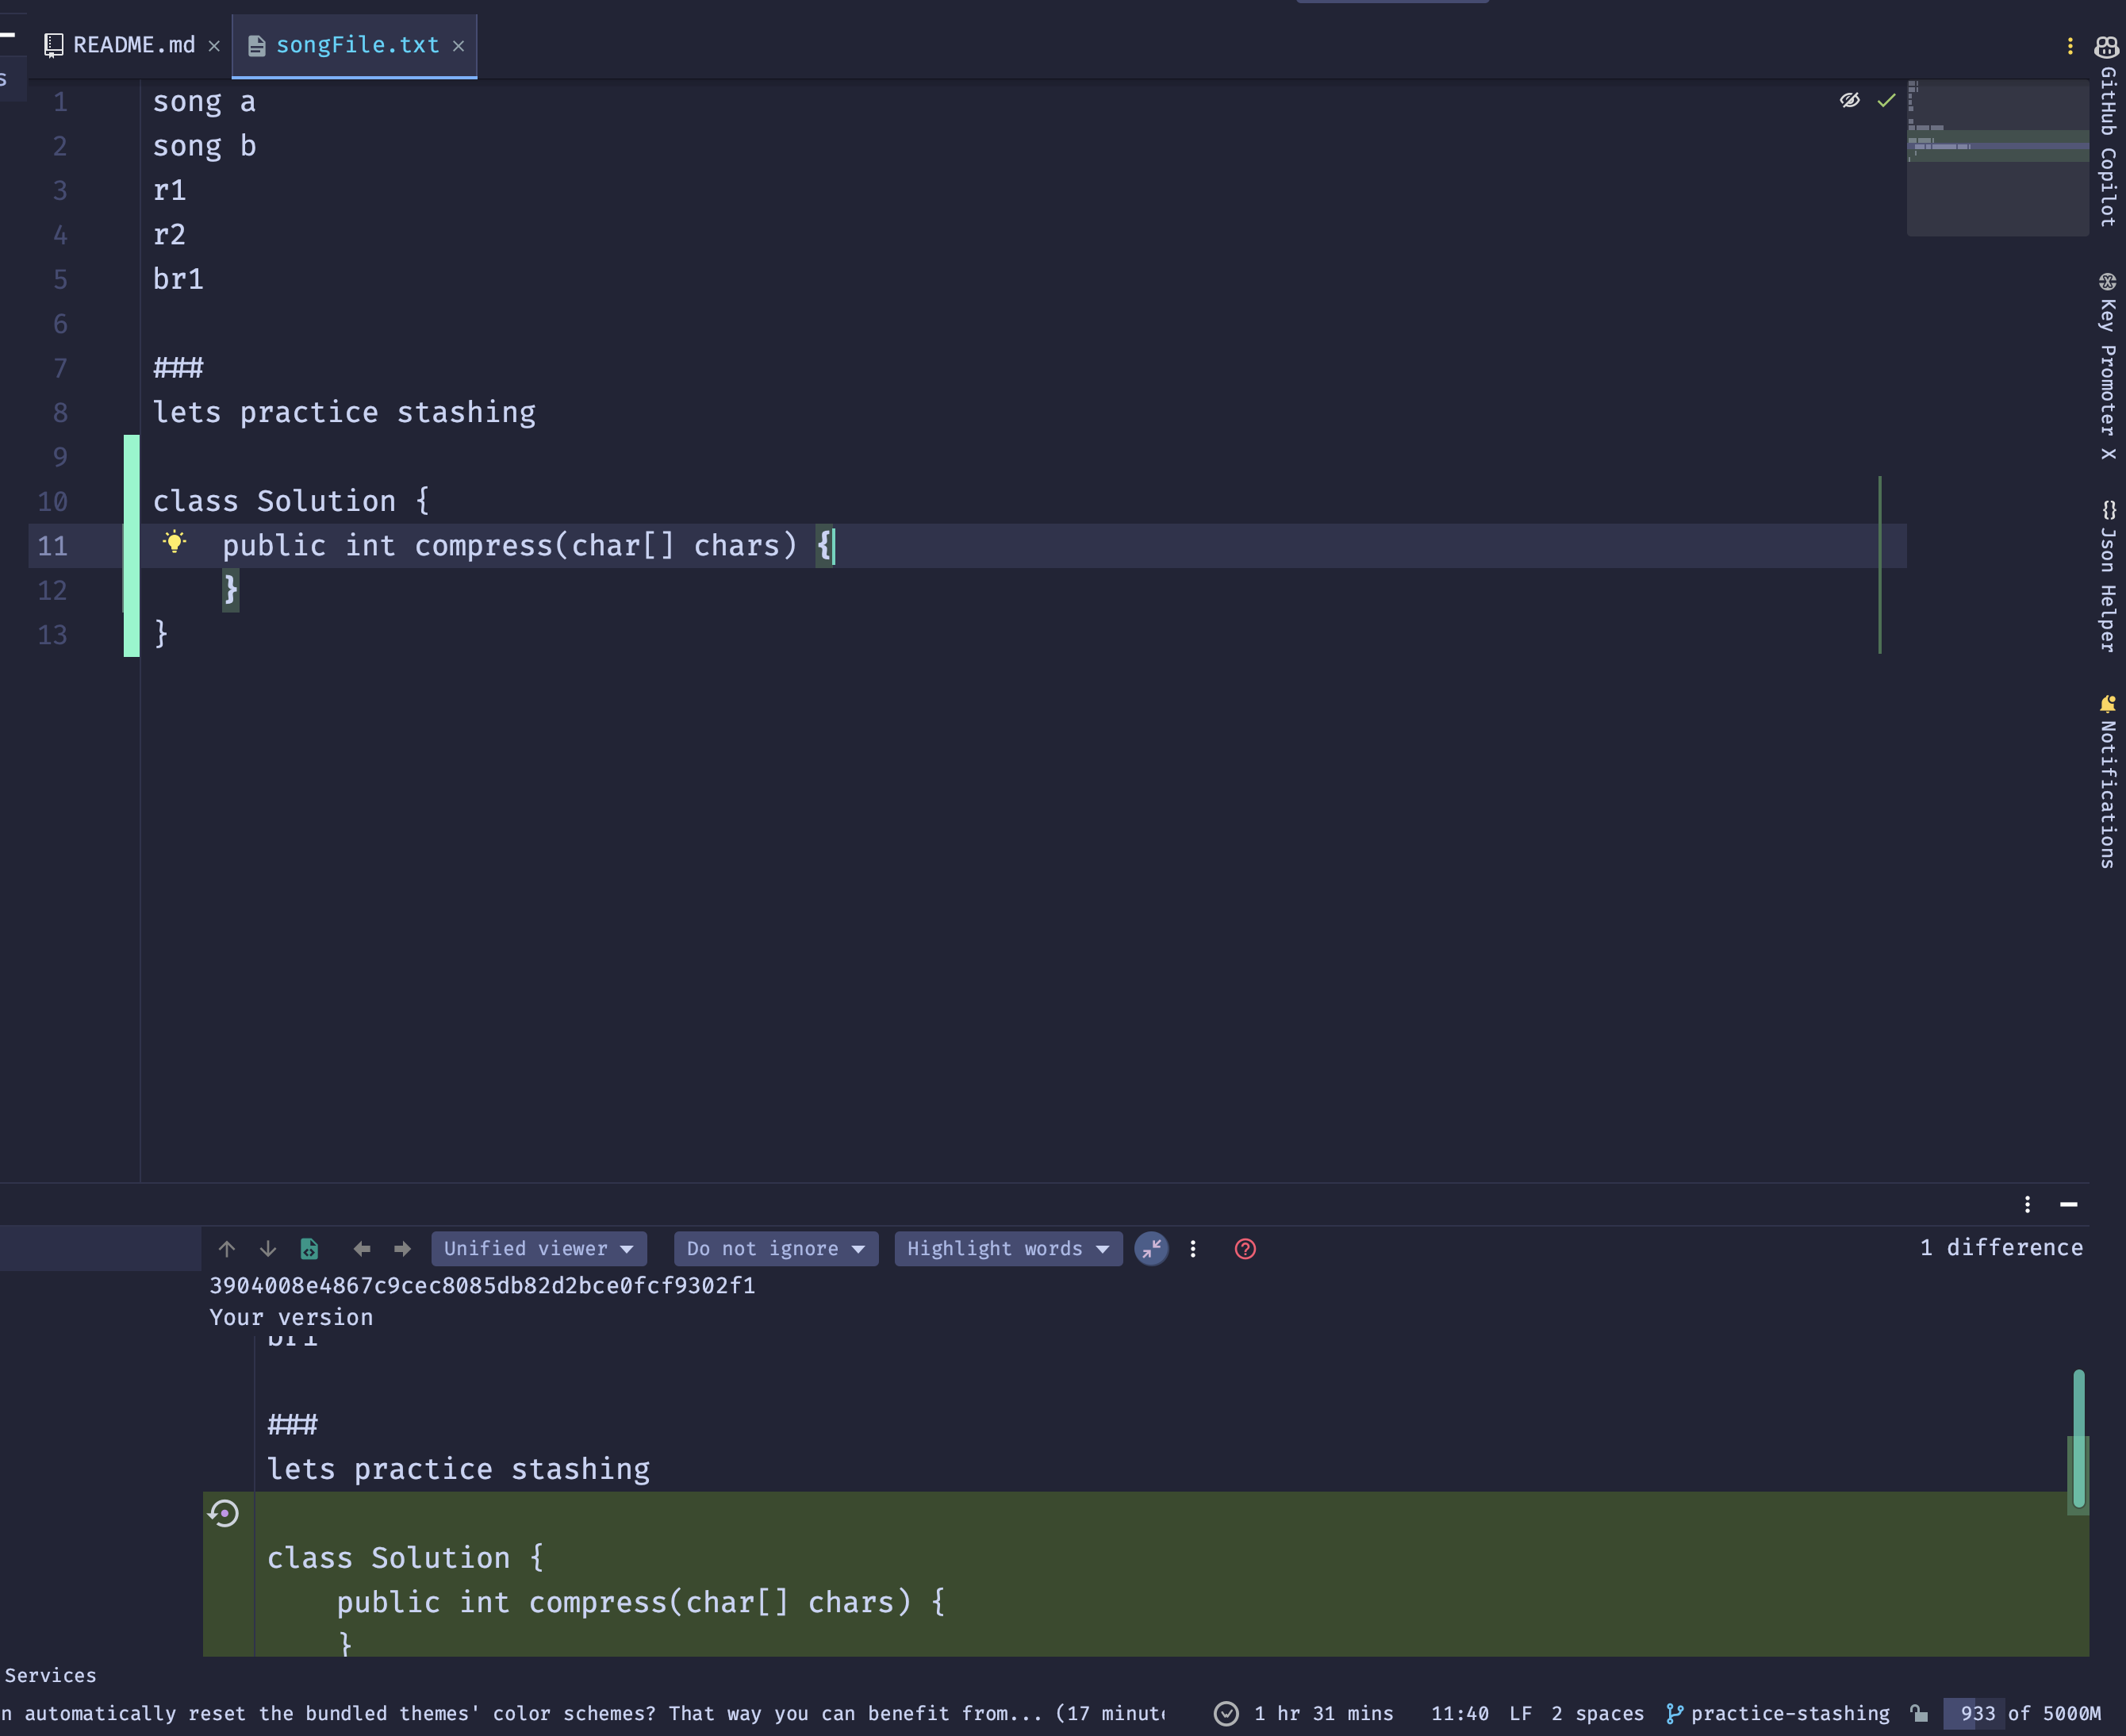 README.md
songFile.txt
s
1 song a
2 song b
3 r1
4 r2
5 br1
6
7 ###
8 lets practice stashing
9
10 class Solution {
11 public int compress(char[] chars) {
12 }
13 }
GitHub Copilot
Key Promoter X
{} Json Helper
Notifications
Unified viewer Do not ignore Highlight words 1 difference
3904008e4867c9cec8085db82d2bce0fcf9302f1
Your version
br1
###
lets practice stashing
class Solution {
public int compress(char[] chars) {
}
Services
n automatically reset the bundled themes' color schemes? That way you can benefit from... (17 minut 1 hr 31 mins 11:40 LF 2 spaces practice-stashing 933 of 5000M